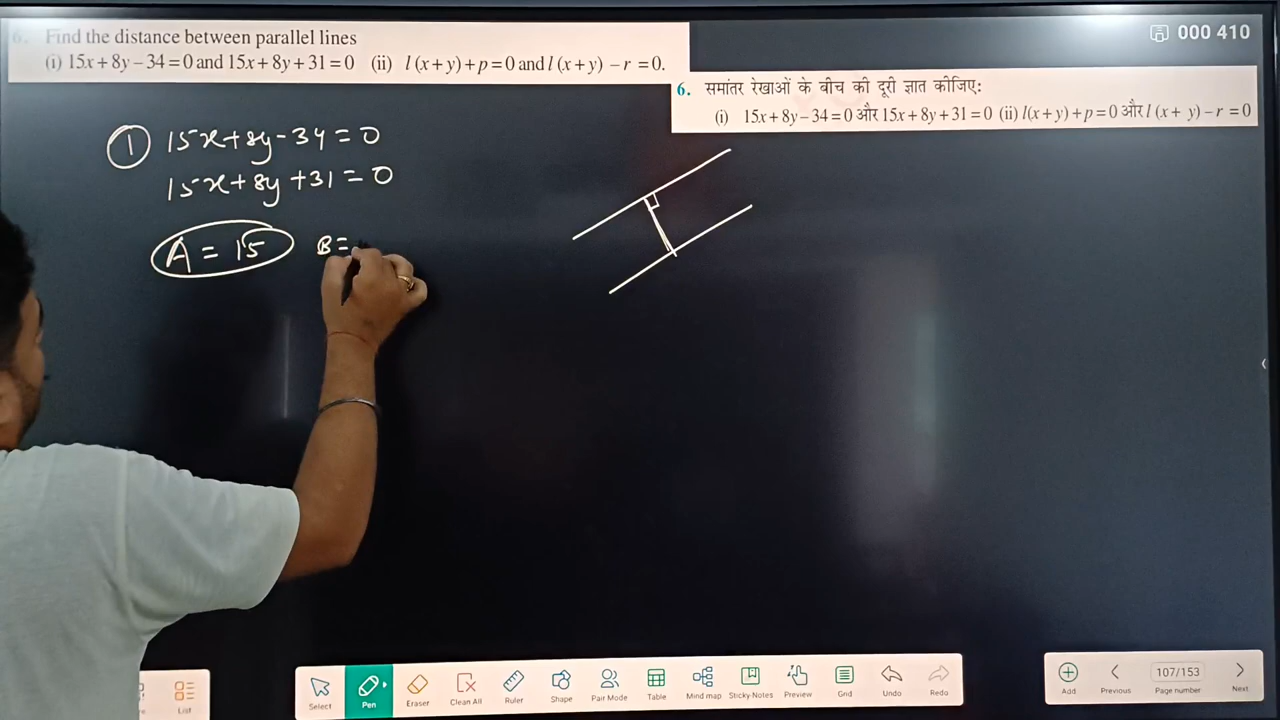 000 410
6. Find the distance between parallel lines
(i) 15x + 8y – 34 = 0 and 15x + 8y + 31 = 0 (ii) l (x + y) + p = 0 and l (x + y) – r = 0.
6. समांतर रेखाओं के बीच की दूरी ज्ञात कीजिए:
(i) 15x + 8y – 34 = 0 और 15x + 8y + 31 = 0 (ii) l(x + y) + p = 0 और l (x + y) – r = 0
① 15x + 8y - 34 = 0
15x + 8y + 31 = 0
A = 15 B =
List
Select
Pen
Eraser
Clean All
Ruler
Shape
Pair Mode
Table
Mind map
Sticky Notes
Preview
Grid
Undo
Redo
Add
Previous
107/153
Page number
Next